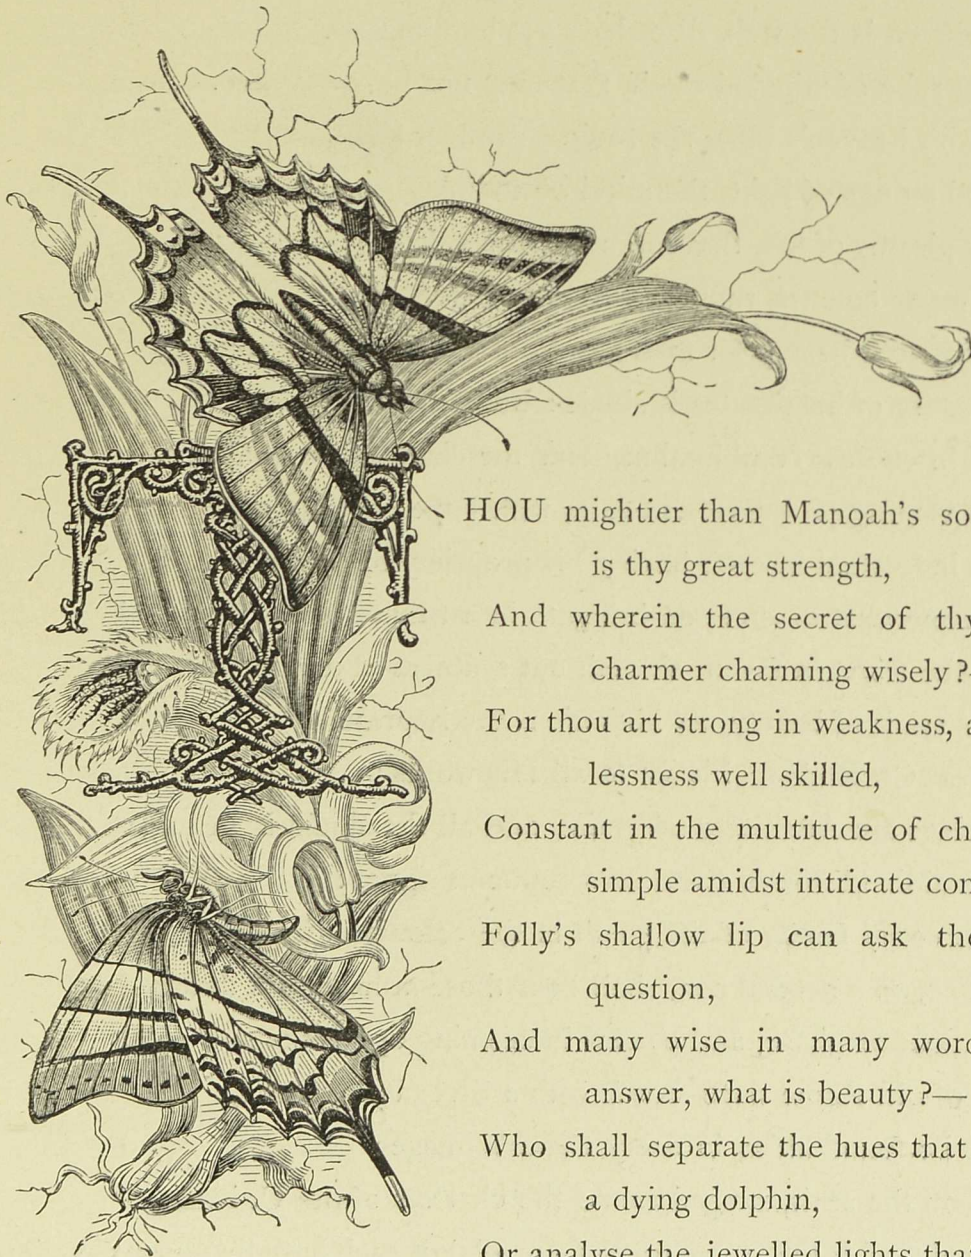 THOU mightier than Manoah's
is thy great strength,
And wherein the secret of
charmer charming wisely?
For thou art strong in weakness,
lessness well skilled,
Constant in the multitude of
simple amidst intricate
Folly's shallow lip can ask
question,
And many wise in many
answer, what is beauty?—
Who shall separate the hues that
a dying dolphin,
Or analyse the jewelled lights